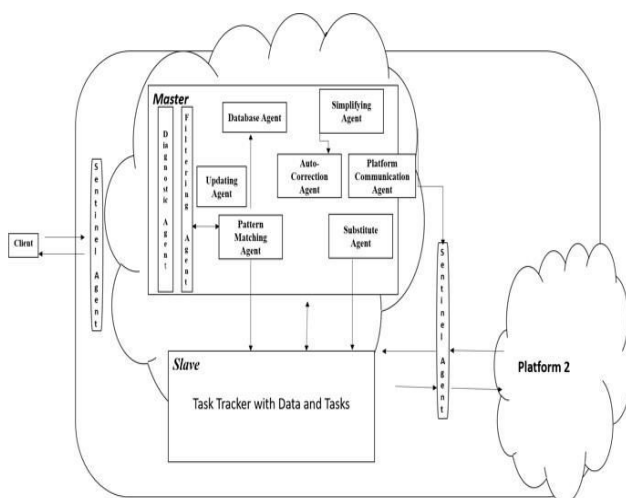 Master
Diagnostic Agent
Filtering Agent
Database Agent
Simplifying
Agent
Updating
Agent
Auto-
Correction
Agent
Platform
Communication
Agent
Pattern
Matching
Agent
Substitute
Agent
Sentinel Agent
Client
Sentinel Agent
Platform 2
Slave
Task Tracker with Data and Tasks